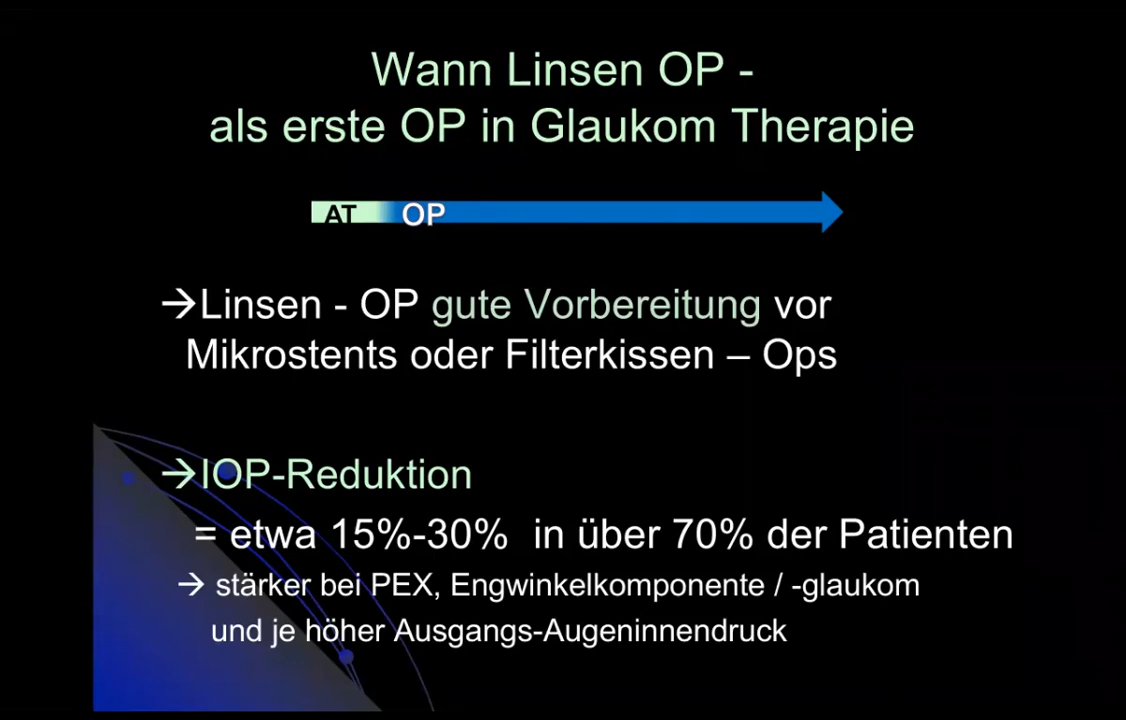 Wann Linsen OP -
als erste OP in Glaukom Therapie
AT OP
→Linsen - OP gute Vorbereitung vor
Mikrostents oder Filterkissen – Ops
→IOP-Reduktion
= etwa 15%-30% in über 70% der Patienten
→ stärker bei PEX, Engwinkelkomponente / -glaukom
und je höher Ausgangs-Augeninnendruck